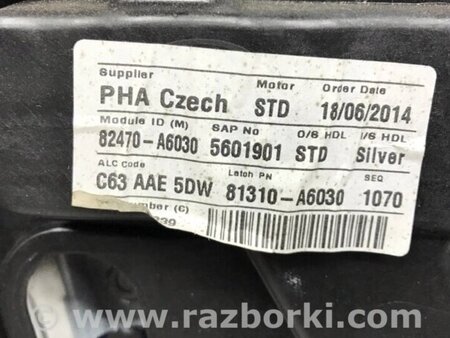 Supplier Motor Order Date
PHA Czech STD 18/06/2014
Module ID (M) SAP No O/S HDL I/S HDL
82470-A6030 5601901 STD Silver
ALC Code Latch PN SEQ
C63 AAE 5DW 81310-A6030 1070
(C)
www.razborki.com